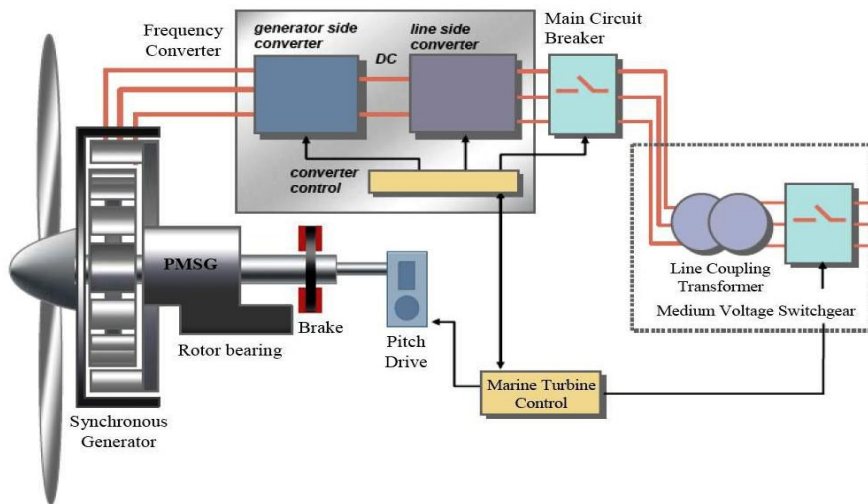 Frequency
Converter
generator side
converter
DC
line side
converter
Main Circuit
Breaker
converter
control
PMSG
Rotor bearing
Brake
Pitch
Drive
Synchronous
Generator
Line Coupling
Transformer
Medium Voltage Switchgear
Marine Turbine
Control